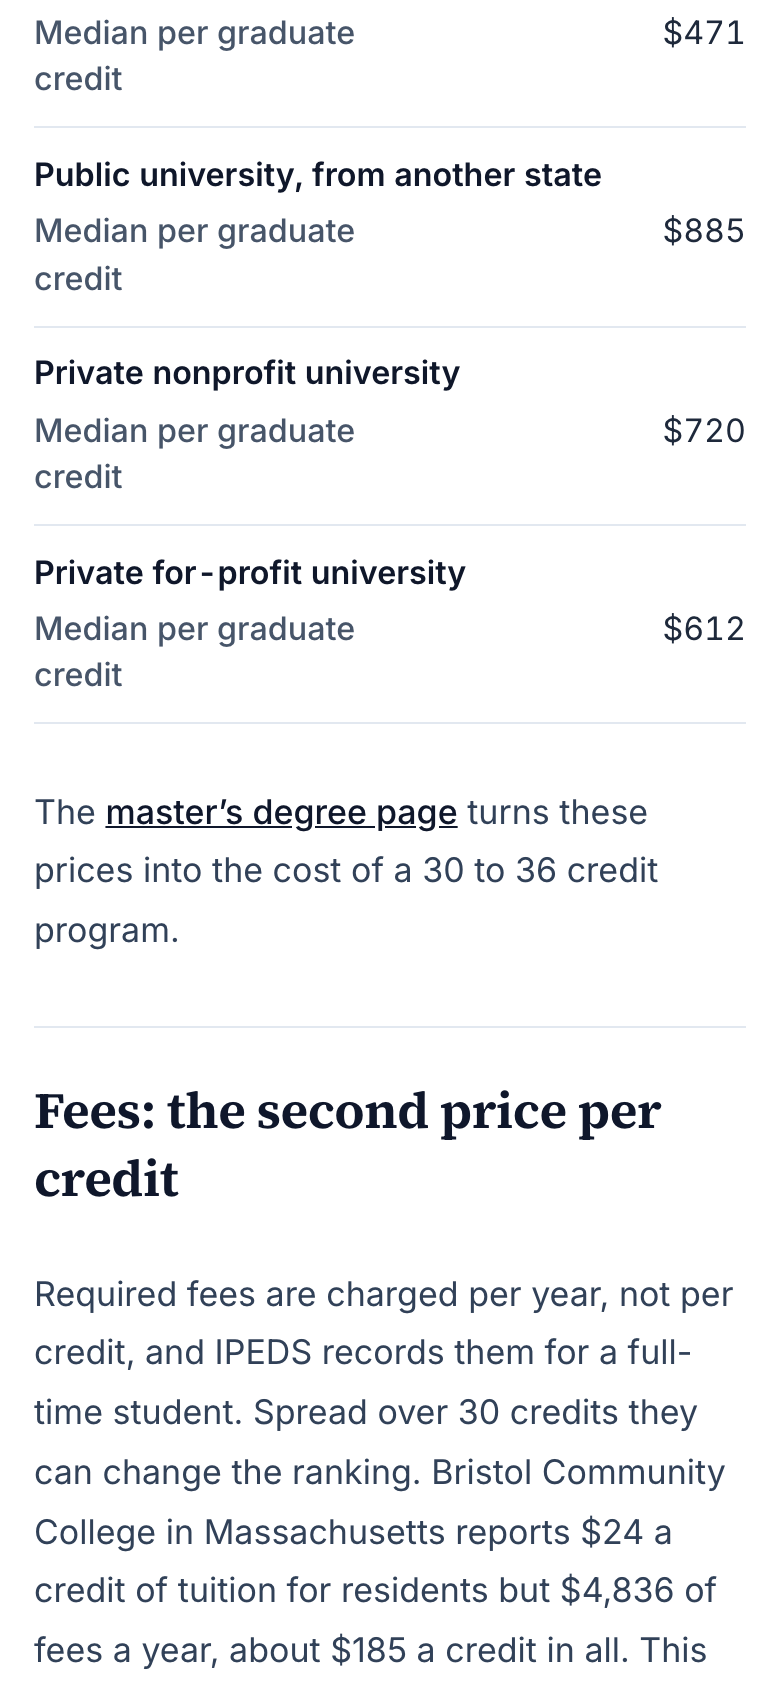 Median per graduate $471
credit
Public university, from another state
Median per graduate $885
credit
Private nonprofit university
Median per graduate $720
credit
Private for-profit university
Median per graduate $612
credit
The master’s degree page turns these
prices into the cost of a 30 to 36 credit
program.
Fees: the second price per
credit
Required fees are charged per year, not per
credit, and IPEDS records them for a full-
time student. Spread over 30 credits they
can change the ranking. Bristol Community
College in Massachusetts reports $24 a
credit of tuition for residents but $4,836 of
fees a year, about $185 a credit in all. This